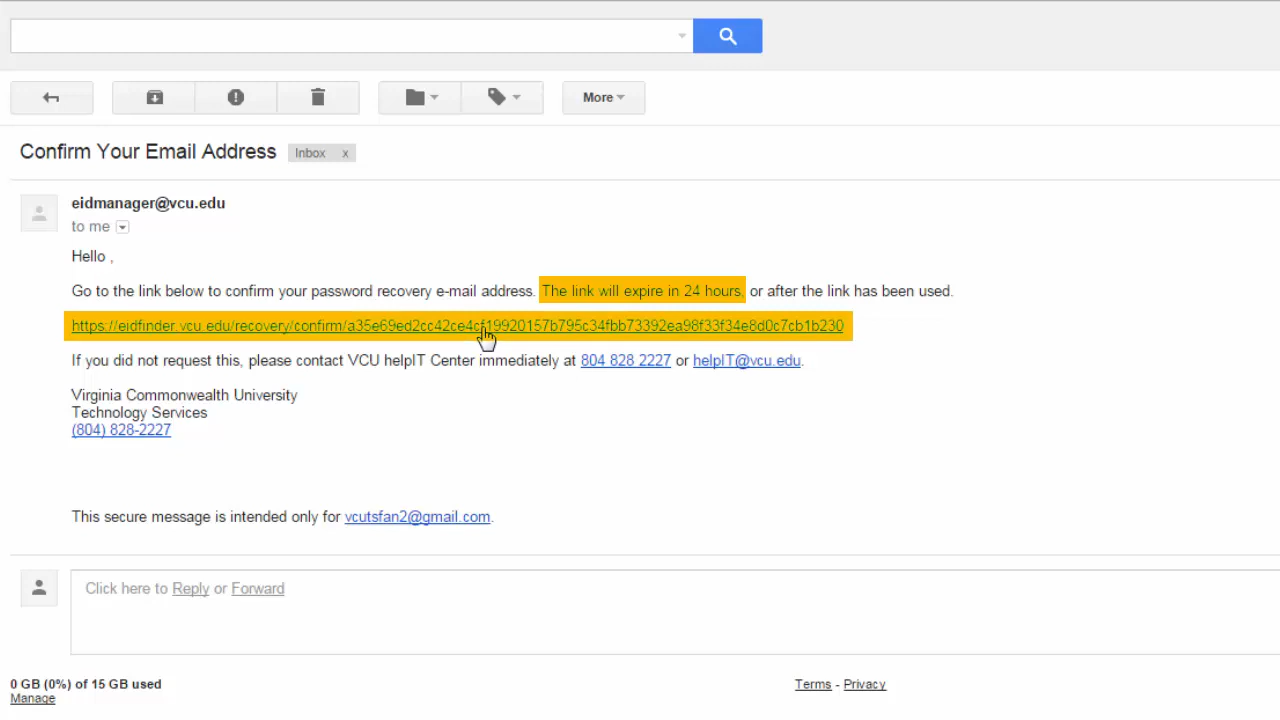 More
Confirm Your Email Address Inbox x
eidmanager@vcu.edu
to me
Hello ,
Go to the link below to confirm your password recovery e-mail address. The link will expire in 24 hours, or after the link has been used.
https://eidfinder.vcu.edu/recovery/confirm/a35e69ed2cc42ce4cf19920157b795c34fbb73392ea98f33f34e8d0c7cb1b230
If you did not request this, please contact VCU helpIT Center immediately at 804 828 2227 or helpIT@vcu.edu.
Virginia Commonwealth University
Technology Services
(804) 828-2227
This secure message is intended only for vcutsfan2@gmail.com.
Click here to Reply or Forward
0 GB (0%) of 15 GB used
Manage
Terms - Privacy